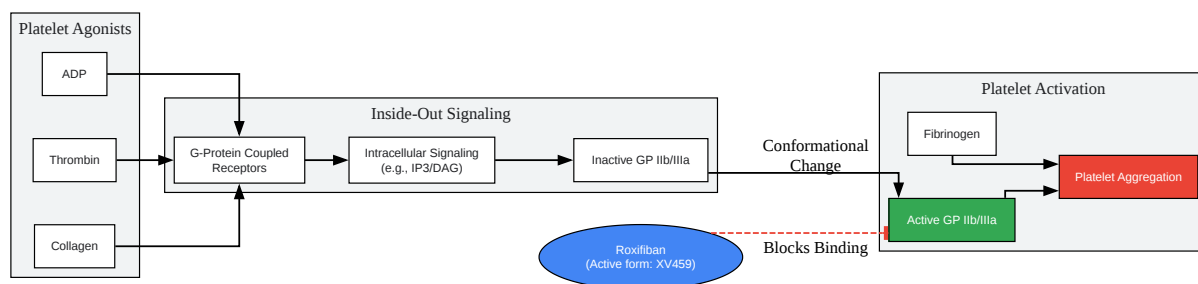 Platelet Agonists
ADP
Thrombin
Collagen
Inside-Out Signaling
G-Protein Coupled
Receptors
Intracellular Signaling
(e.g., IP3/DAG)
Inactive GP IIb/IIIa
Conformational
Change
Roxifiban
(Active form: XV459)
Blocks Binding
Platelet Activation
Fibrinogen
Active GP IIb/IIIa
Platelet Aggregation